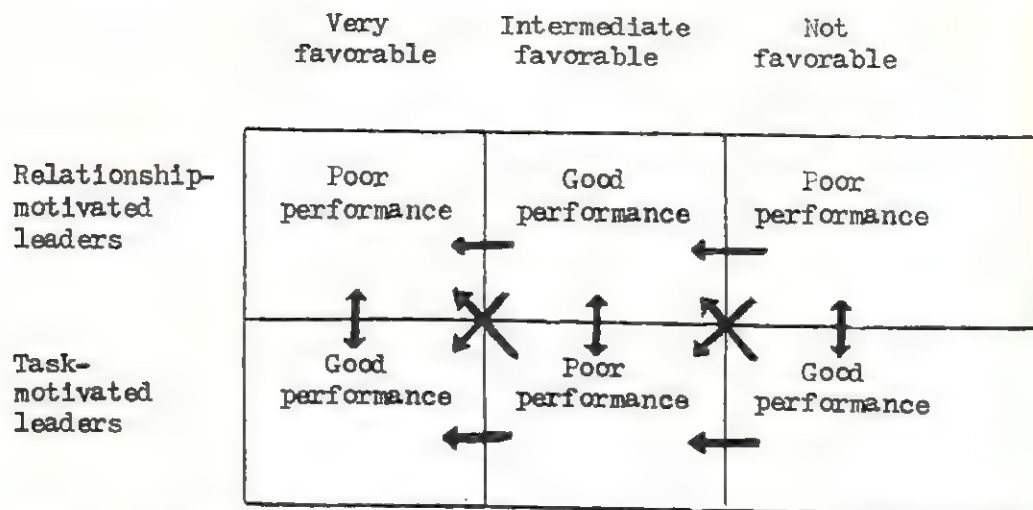 Very Intermediate Not
favorable favorable favorable
Relationship- Poor Good Poor
motivated performance performance performance
leaders
Task- Good Poor Good
motivated performance performance performance
leaders